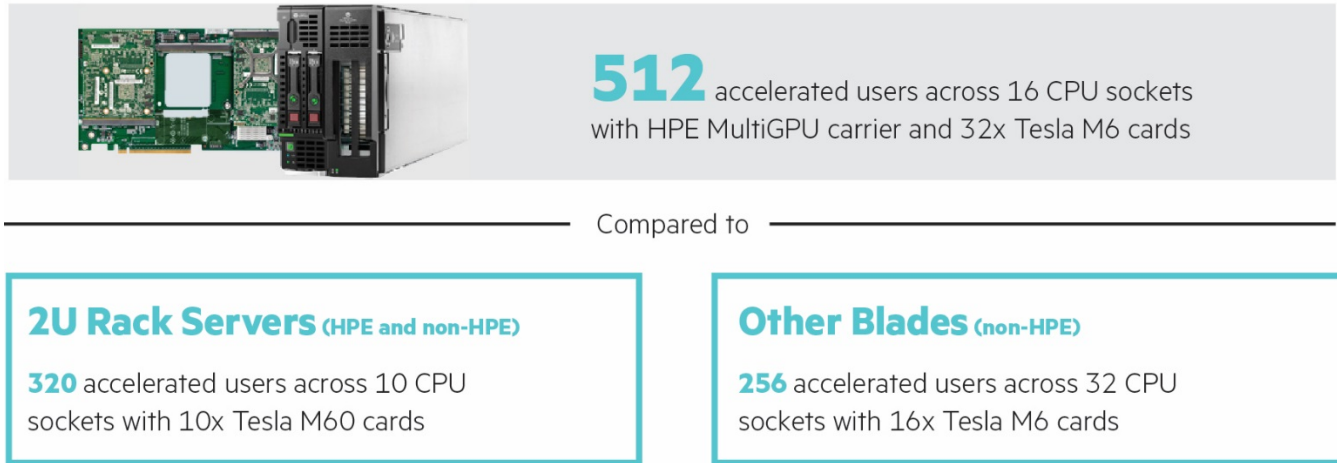 512 accelerated users across 16 CPU sockets
with HPE MultiGPU carrier and 32x Tesla M6 cards
Compared to
2U Rack Servers (HPE and non-HPE)
320 accelerated users across 10 CPU
sockets with 10x Tesla M60 cards
Other Blades (non-HPE)
256 accelerated users across 32 CPU
sockets with 16x Tesla M6 cards